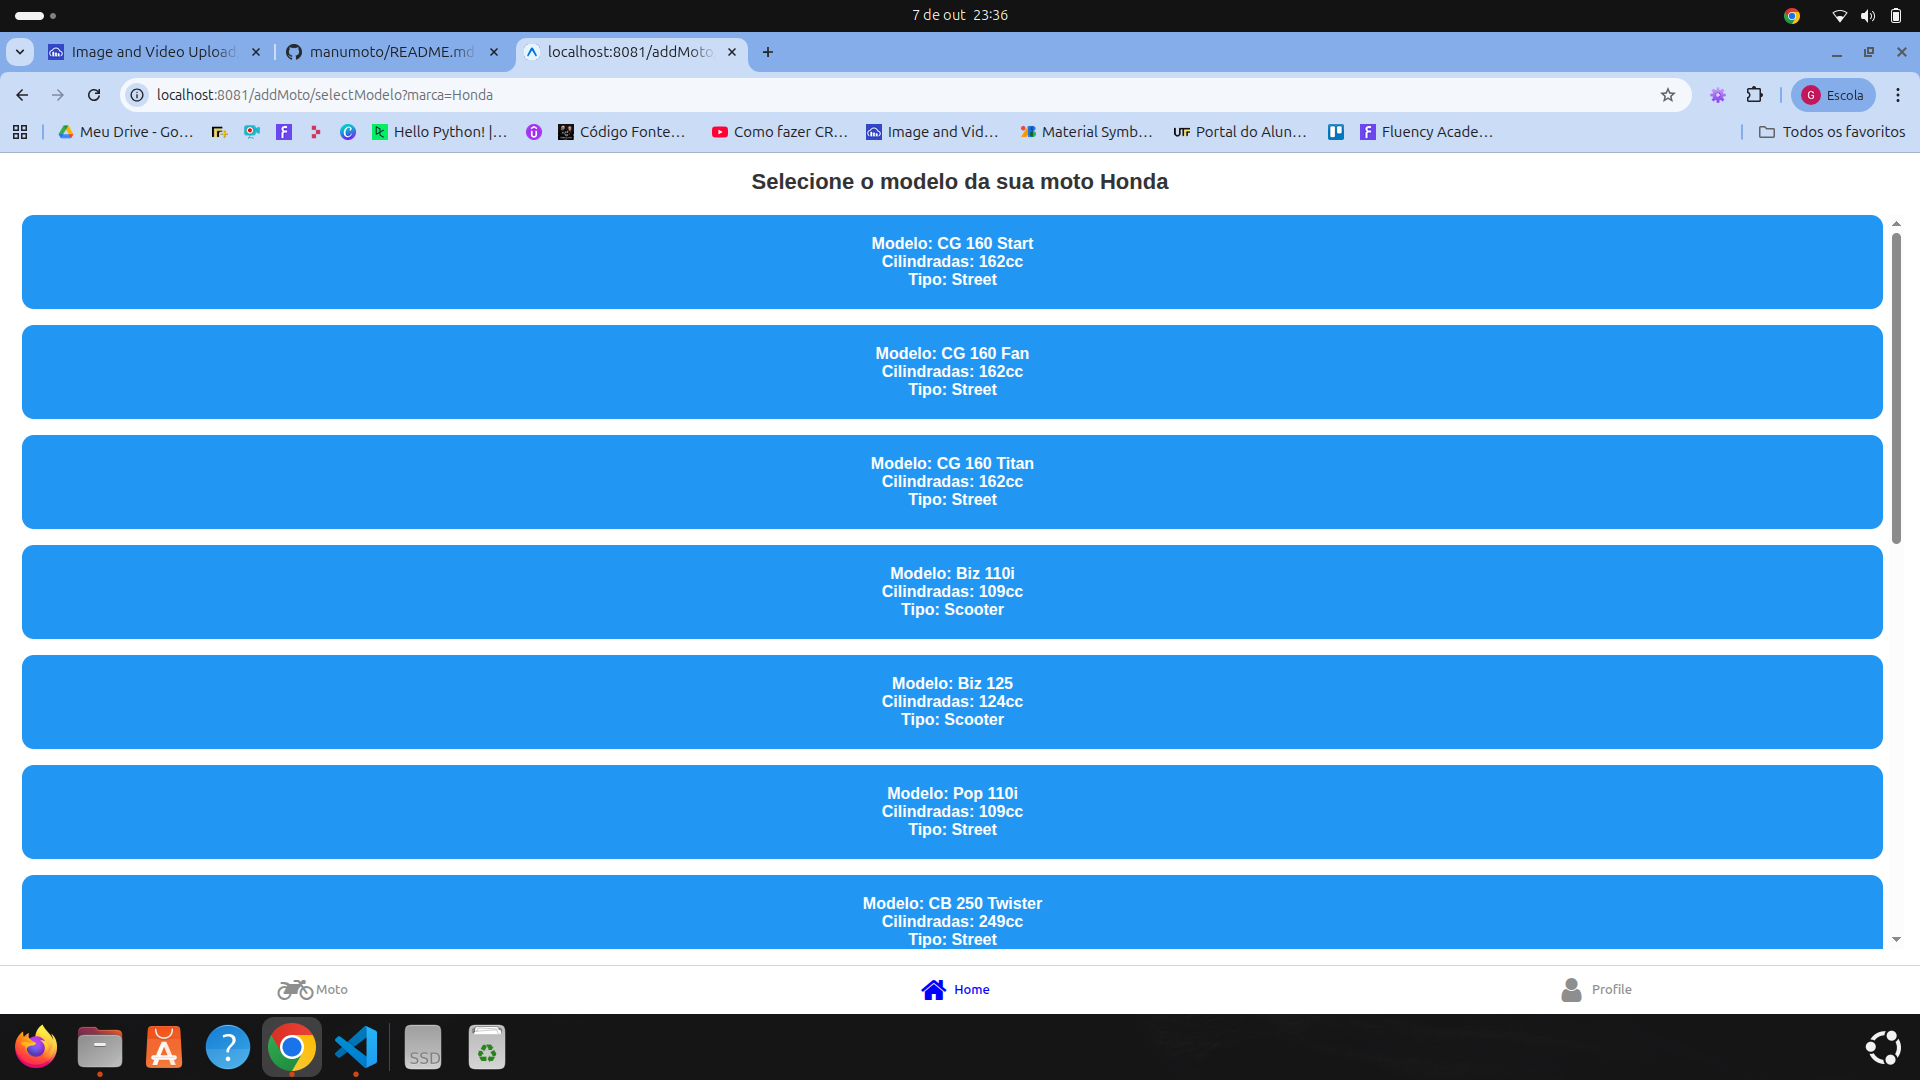 7 de out 23:36
Image and Video Upload
manumoto/README.md
localhost:8081/addMoto
localhost:8081/addMoto/selectModelo?marca=Honda
G Escola
Meu Drive - Go…
Hello Python! |…
Código Fonte…
Como fazer CR…
Image and Vid…
Material Symb…
Portal do Alun…
Fluency Acade…
Todos os favoritos
Selecione o modelo da sua moto Honda
Modelo: CG 160 Start
Cilindradas: 162cc
Tipo: Street
Modelo: CG 160 Fan
Cilindradas: 162cc
Tipo: Street
Modelo: CG 160 Titan
Cilindradas: 162cc
Tipo: Street
Modelo: Biz 110i
Cilindradas: 109cc
Tipo: Scooter
Modelo: Biz 125
Cilindradas: 124cc
Tipo: Scooter
Modelo: Pop 110i
Cilindradas: 109cc
Tipo: Street
Modelo: CB 250 Twister
Cilindradas: 249cc
Tipo: Street
Moto
Home
Profile
SSD